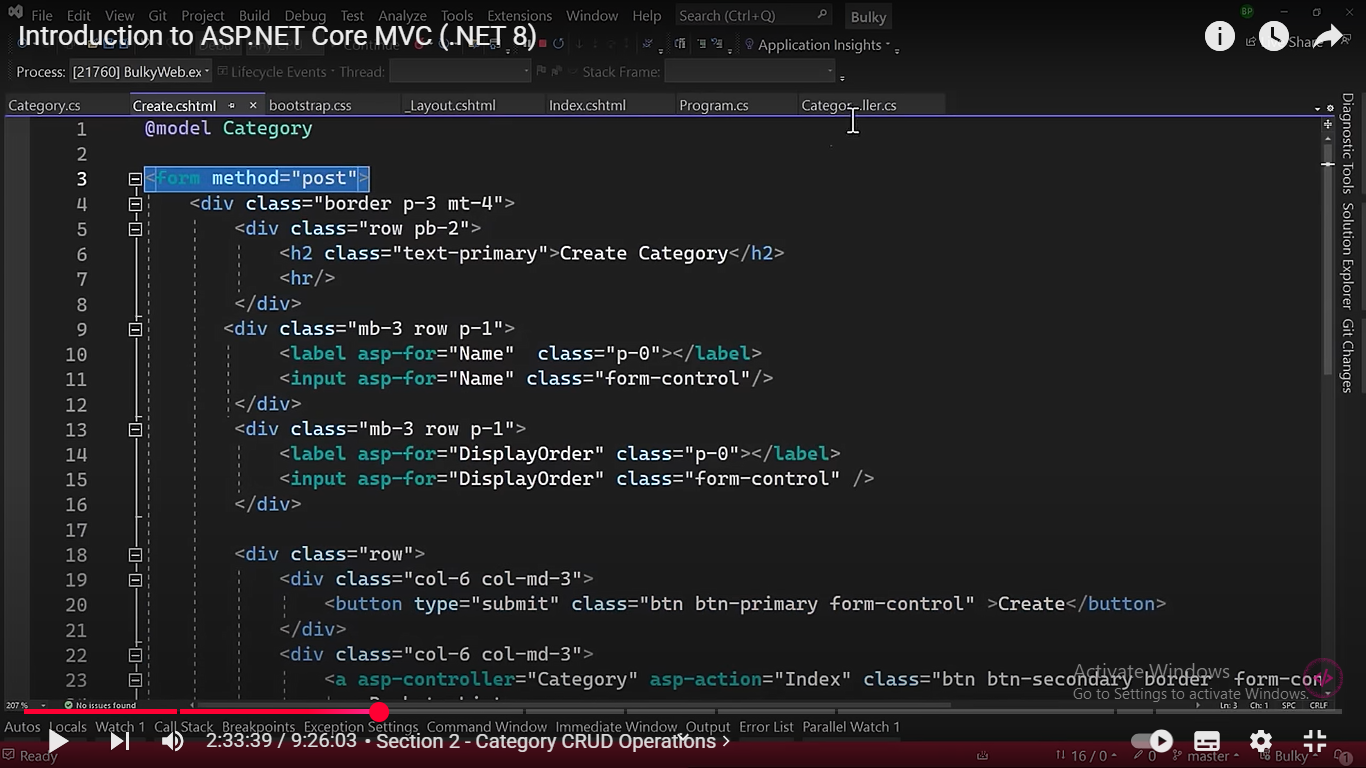 File Edit View Git Project Build Debug Test Analyze Tools Extensions Window Help Search (Ctrl+Q) Bulky
Introduction to ASP.NET Core MVC (.NET 8)
Application Insights
Share
Process: [21760] BulkyWeb.ex Lifecycle Events Thread: Stack Frame:
Category.cs Create.cshtml bootstrap.css _Layout.cshtml Index.cshtml Program.cs Catego...ller.cs
1 @model Category
2
3 <form method="post">
4 <div class="border p-3 mt-4">
5 <div class="row pb-2">
6 <h2 class="text-primary">Create Category</h2>
7 <hr/>
8 </div>
9 <div class="mb-3 row p-1">
10 <label asp-for="Name"  class="p-0"></label>
11 <input asp-for="Name" class="form-control"/>
12 </div>
13 <div class="mb-3 row p-1">
14 <label asp-for="DisplayOrder" class="p-0"></label>
15 <input asp-for="DisplayOrder" class="form-control" />
16 </div>
17
18 <div class="row">
19 <div class="col-6 col-md-3">
20 <button type="submit" class="btn btn-primary form-control" >Create</button>
21 </div>
22 <div class="col-6 col-md-3">
23 <a asp-controller="Category" asp-action="Index" class="btn btn-secondary border  form-con
Diagnostic Tools
Solution Explorer
Git Changes
Activate Windows
Go to Settings to activate Windows.
207 % No issues found Ln: 3 Ch: 1 SPC CRLF
Autos Locals Watch 1 Call Stack Breakpoints Exception Settings Command Window Immediate Window Output Error List Parallel Watch 1
2:33:39 / 9:26:03 • Section 2 - Category CRUD Operations >
Ready 16 / 0 0 master Bulky 1